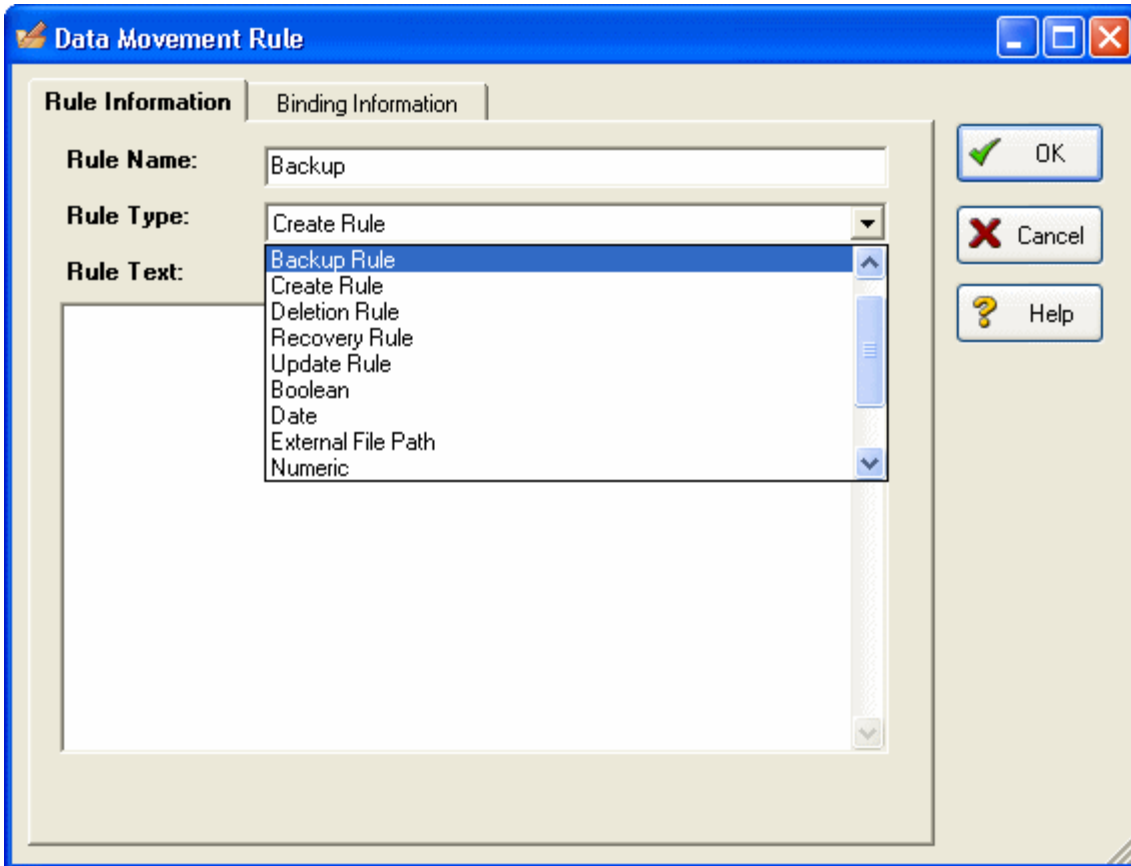 Data Movement Rule
Rule Information Binding Information
Rule Name: Backup OK
Rule Type: Create Rule Cancel
Rule Text: Backup Rule
Create Rule
Deletion Rule Help
Recovery Rule
Update Rule
Boolean
Date
External File Path
Numeric